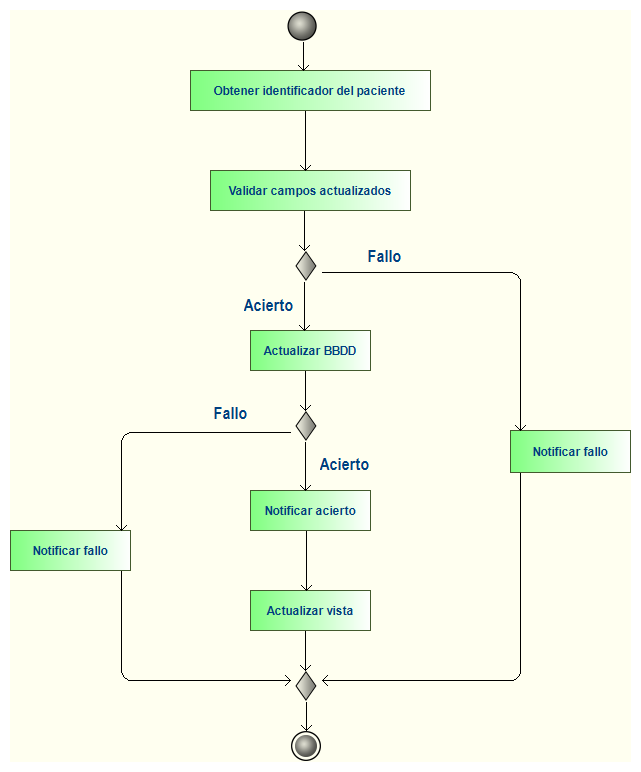 Obtener identificador del paciente
Validar campos actualizados
Fallo
Acierto
Actualizar BBDD
Fallo
Acierto
Notificar fallo
Notificar acierto
Notificar fallo
Actualizar vista